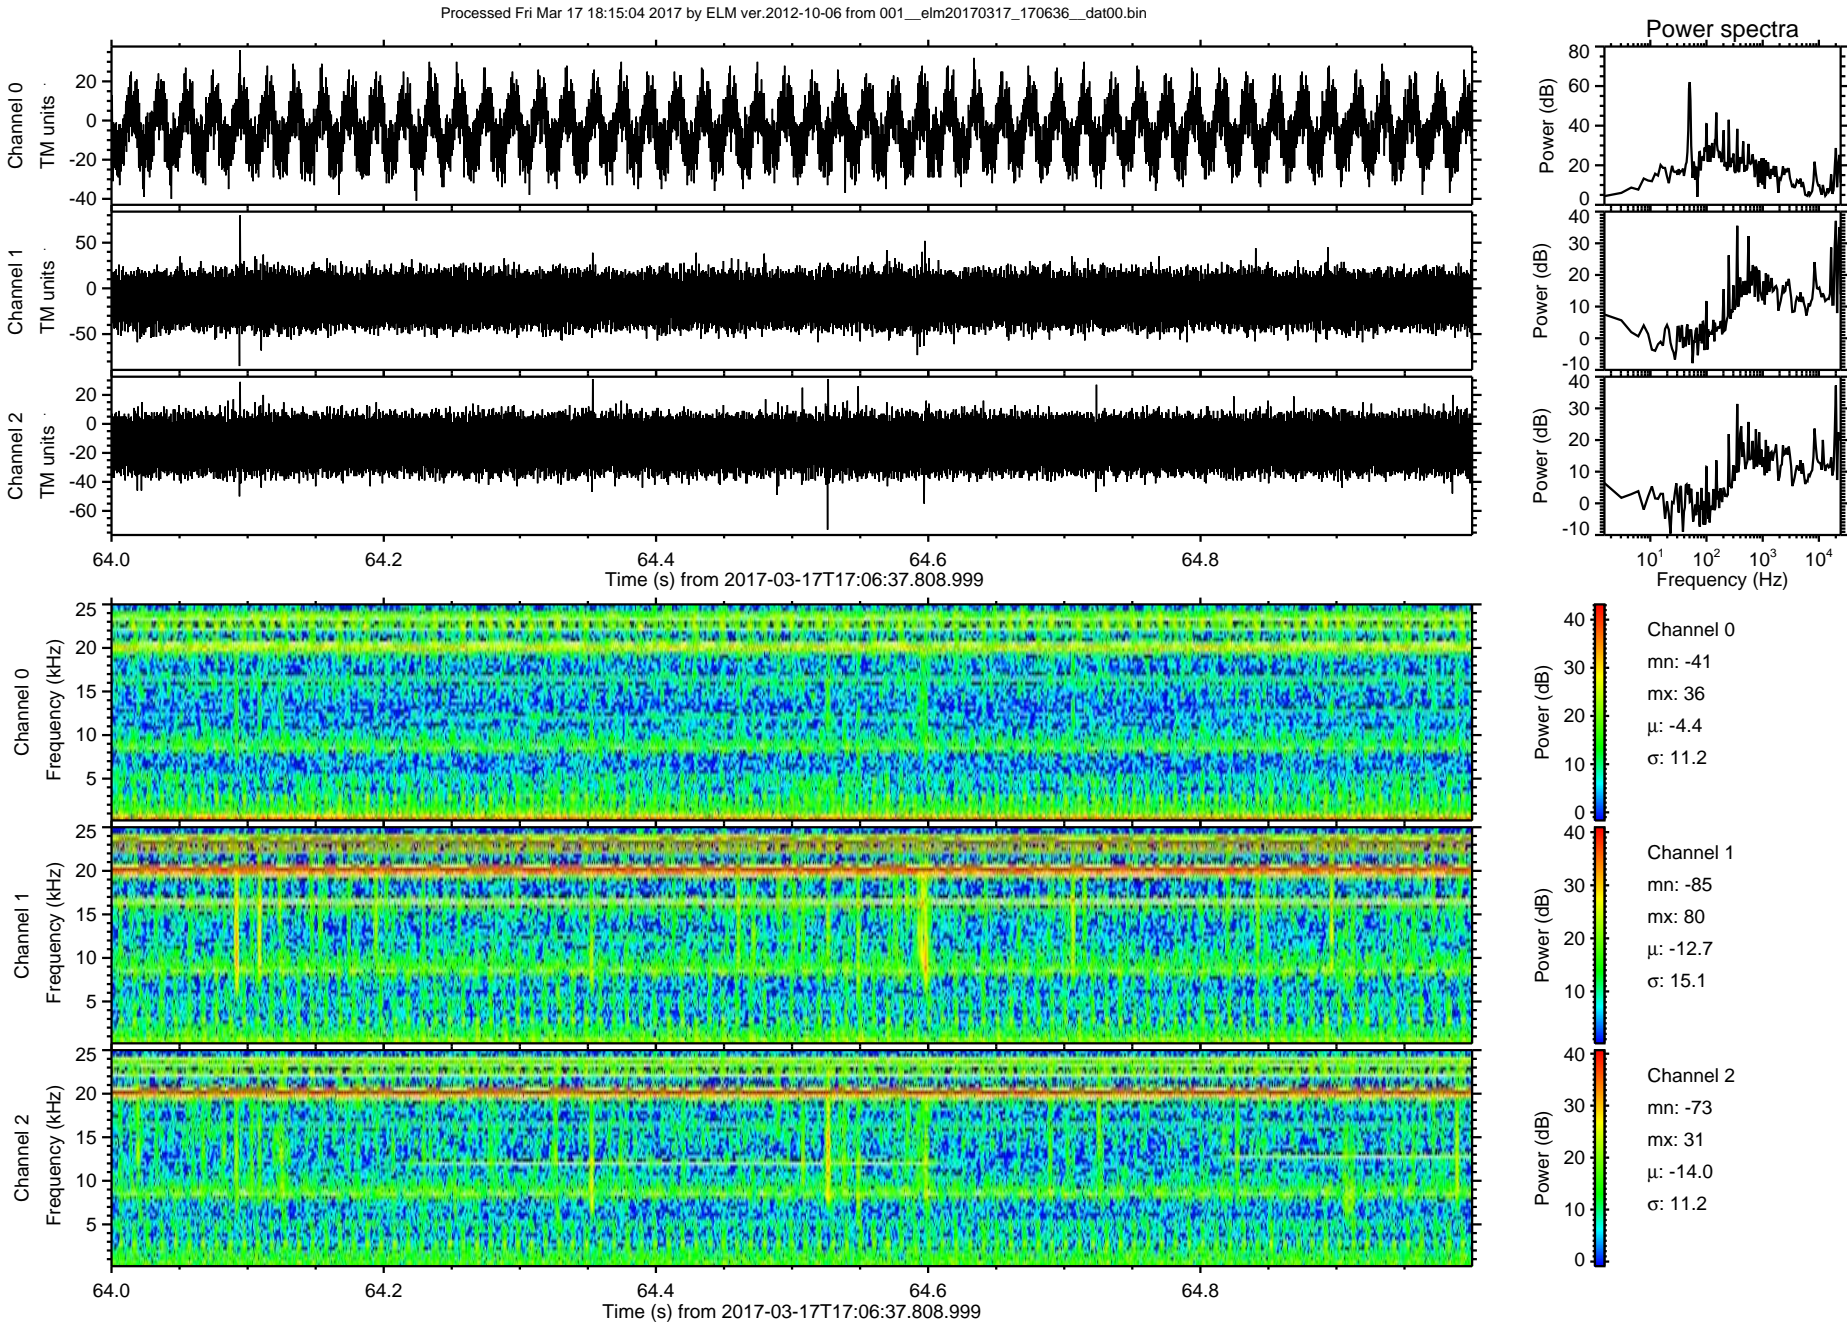 Processed Fri Mar 17 18:15:04 2017 by ELM ver.2012-10-06 from 001__elm20170317_170636__dat00.bin
Power spectra
Channel 0
TM units
20
0
-20
-40
Power (dB)
80
60
40
20
0
Channel 1
TM units
50
0
-50
Power (dB)
40
30
20
10
0
-10
Channel 2
TM units
20
0
-20
-40
-60
Power (dB)
40
30
20
10
0
-10
64.0 64.2 64.4 64.6 64.8
Time (s) from 2017-03-17T17:06:37.808.999
10¹ 10² 10³ 10⁴
Frequency (Hz)
Channel 0
Frequency (kHz)
25
20
15
10
5
Power (dB)
40
30
20
10
0
Channel 0
mn: -41
mx: 36
μ: -4.4
σ: 11.2
Channel 1
Frequency (kHz)
25
20
15
10
5
Power (dB)
40
30
20
10
Channel 1
mn: -85
mx: 80
μ: -12.7
σ: 15.1
Channel 2
Frequency (kHz)
25
20
15
10
5
Power (dB)
40
30
20
10
0
Channel 2
mn: -73
mx: 31
μ: -14.0
σ: 11.2
64.0 64.2 64.4 64.6 64.8
Time (s) from 2017-03-17T17:06:37.808.999